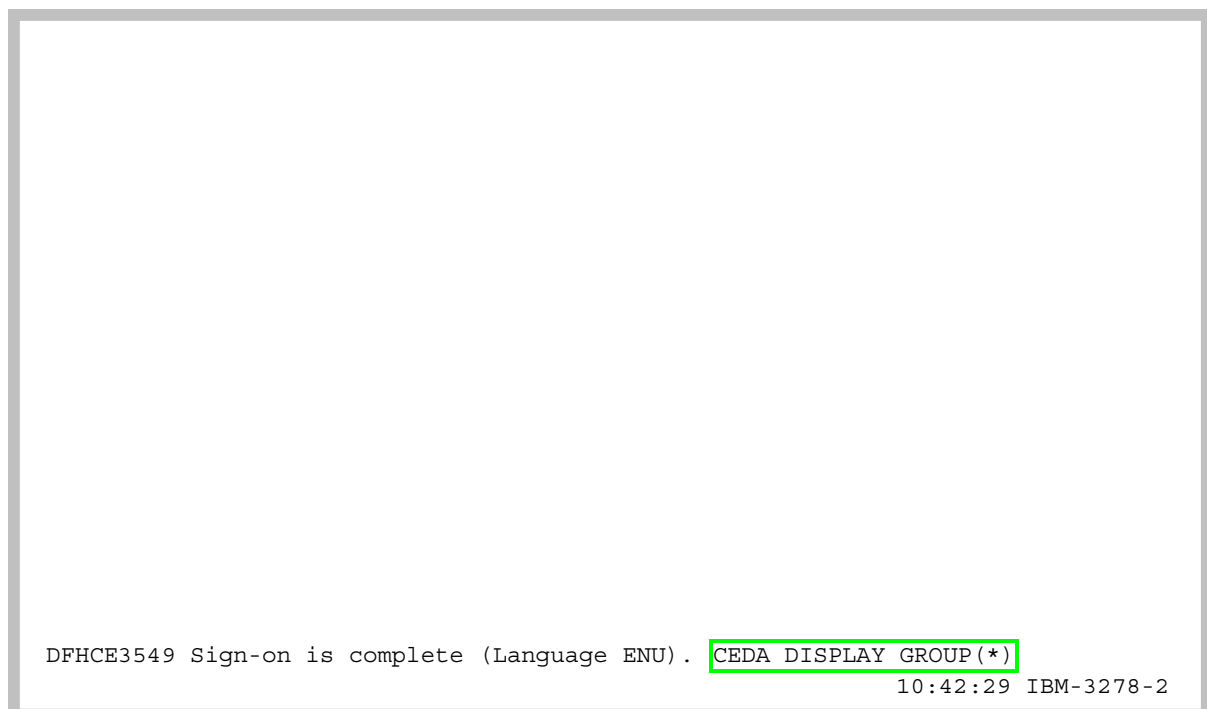 DFHCE3549 Sign-on is complete (Language ENU). CEDA DISPLAY GROUP(*)
10:42:29 IBM-3278-2